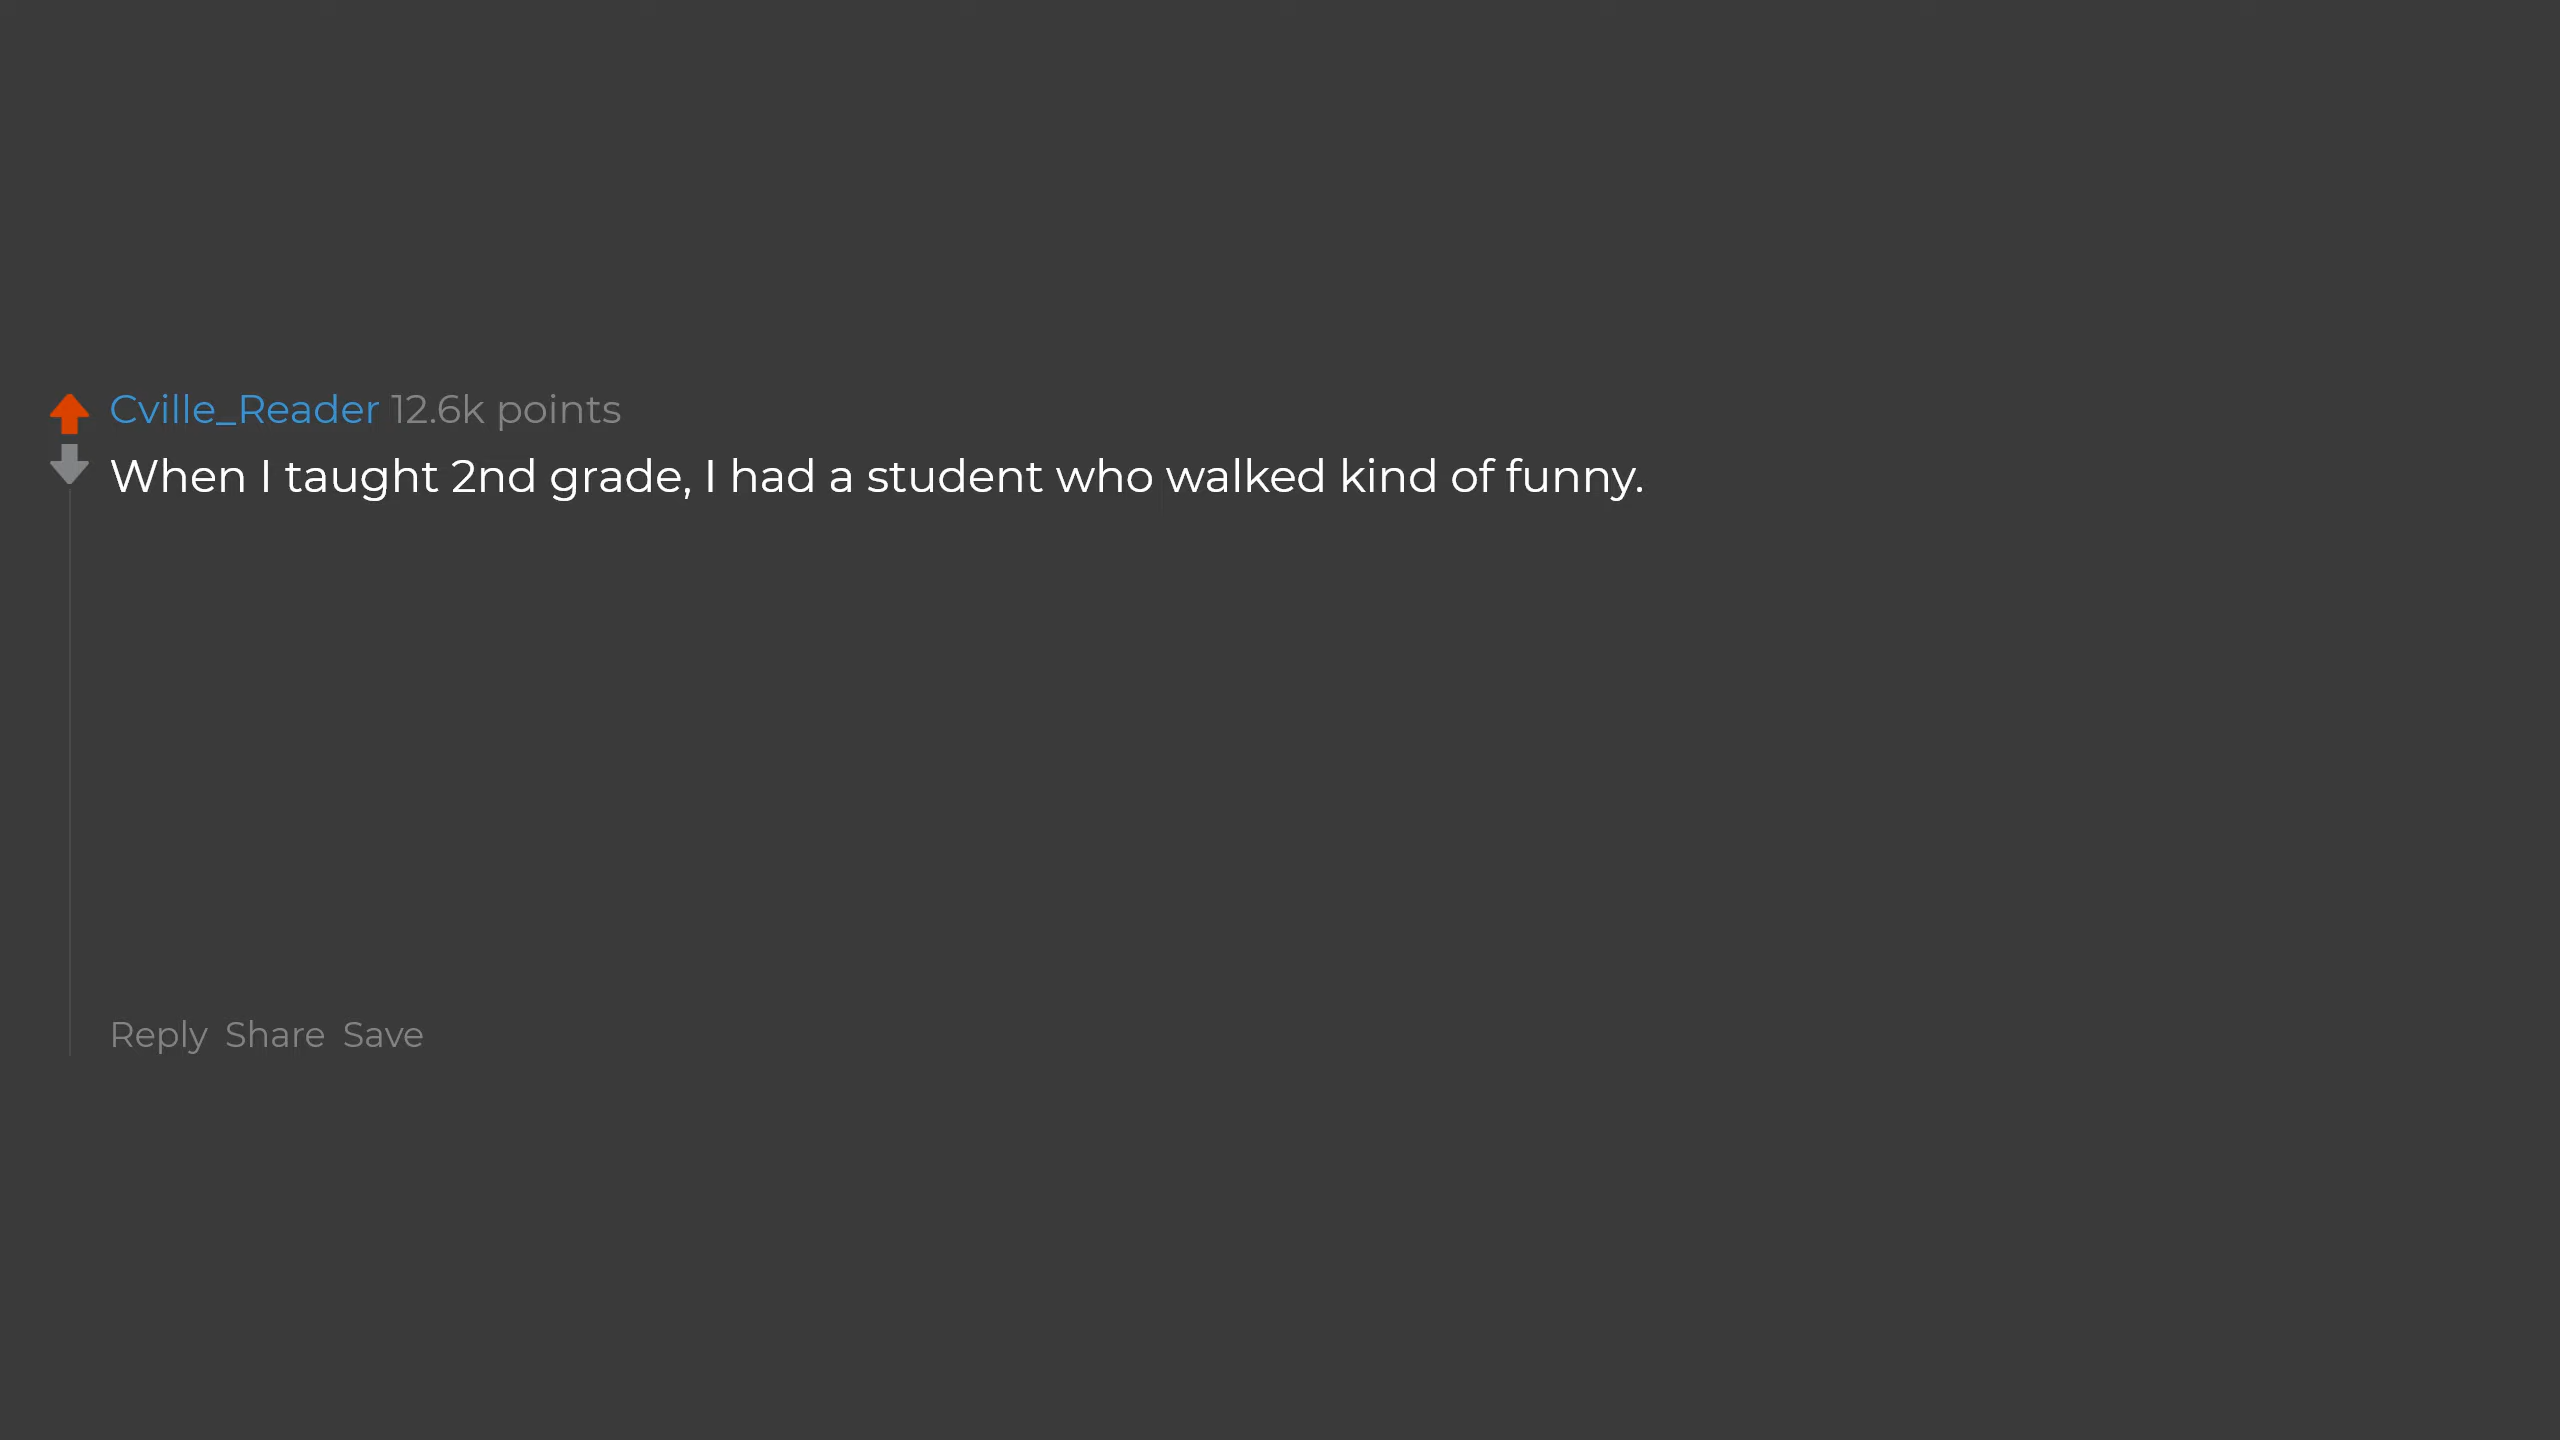 Cville_Reader 12.6k points
When I taught 2nd grade, I had a student who walked kind of funny.
Reply Share Save